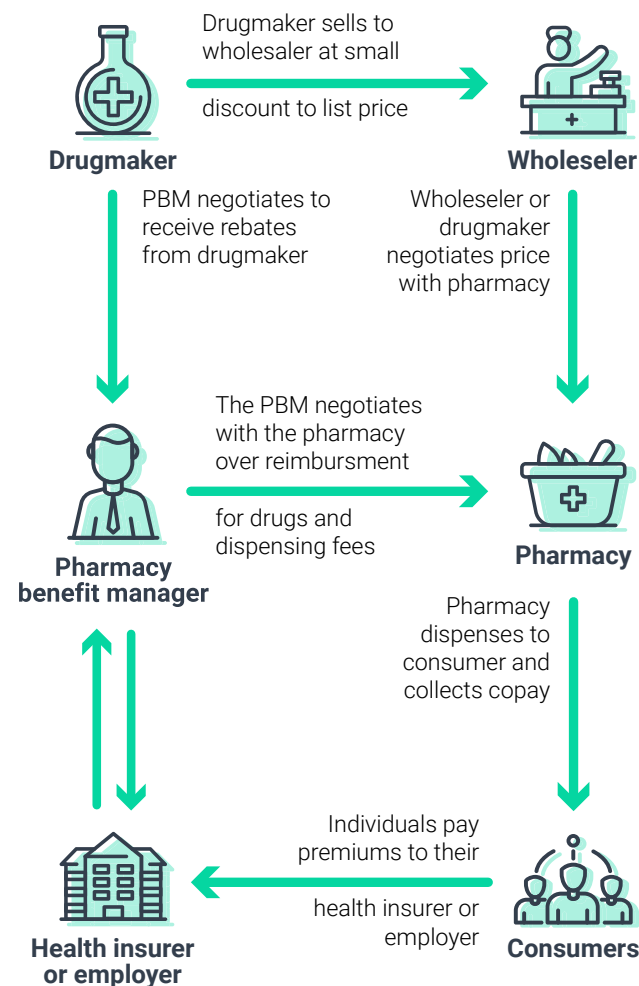 Drugmaker sells to
wholesaler at small
discount to list price
Drugmaker
Wholeseler
PBM negotiates to
receive rebates
from drugmaker
Wholeseler or
drugmaker
negotiates price
with pharmacy
The PBM negotiates
with the pharmacy
over reimbursment
for drugs and
dispensing fees
Pharmacy
benefit manager
Pharmacy
Pharmacy
dispenses to
consumer and
collects copay
Individuals pay
premiums to their
health insurer or
employer
Health insurer
or employer
Consumers